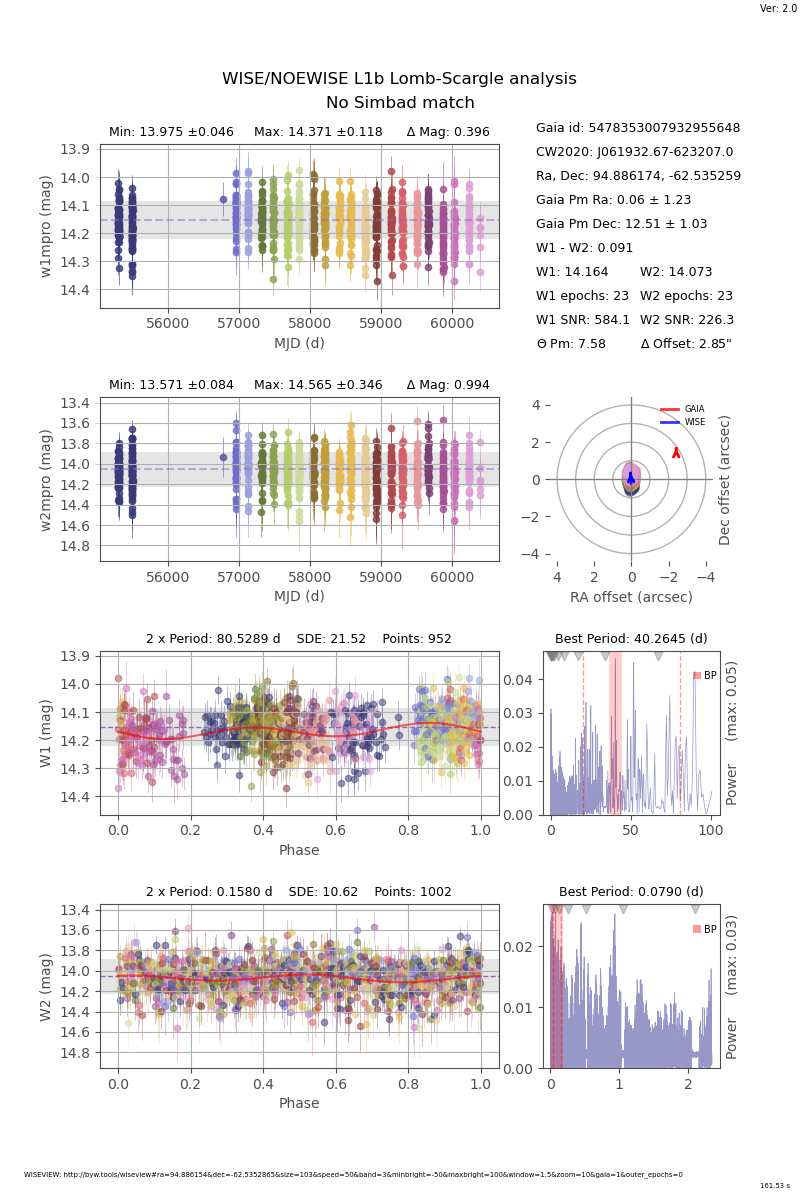 Ver: 2.0
WISE/NOEWISE L1b Lomb-Scargle analysis
No Simbad match
Min: 13.975 ±0.046 Max: 14.371 ±0.118 Δ Mag: 0.396
13.9
14.0
14.1
14.2
14.3
14.4
w1mpro (mag)
56000 57000 58000 59000 60000
MJD (d)
Gaia id: 5478353007932955648
CW2020: J061932.67-623207.0
Ra, Dec: 94.886174, -62.535259
Gaia Pm Ra: 0.06 ± 1.23
Gaia Pm Dec: 12.51 ± 1.03
W1 - W2: 0.091
W1: 14.164 W2: 14.073
W1 epochs: 23 W2 epochs: 23
W1 SNR: 584.1 W2 SNR: 226.3
Θ Pm: 7.58 Δ Offset: 2.85"
Min: 13.571 ±0.084 Max: 14.565 ±0.346 Δ Mag: 0.994
13.4
13.6
13.8
14.0
14.2
14.4
14.6
14.8
w2mpro (mag)
56000 57000 58000 59000 60000
MJD (d)
GAIA
WISE
4
2
0
−2
−4
4 2 0 −2 −4
RA offset (arcsec)
Dec offset (arcsec)
2 x Period: 80.5289 d SDE: 21.52 Points: 952
13.9
14.0
14.1
14.2
14.3
14.4
W1 (mag)
0.0 0.2 0.4 0.6 0.8 1.0
Phase
Best Period: 40.2645 (d)
BP
0.04
0.03
0.02
0.01
0.00
0 50 100
Power (max: 0.05)
2 x Period: 0.1580 d SDE: 10.62 Points: 1002
13.4
13.6
13.8
14.0
14.2
14.4
14.6
14.8
W2 (mag)
0.0 0.2 0.4 0.6 0.8 1.0
Phase
Best Period: 0.0790 (d)
BP
0.02
0.01
0.00
0 1 2
Power (max: 0.03)
WISEVIEW: http://byw.tools/wiseview#ra=94.886154&dec=-62.5352865&size=103&speed=50&band=3&minbright=-50&maxbright=100&window=1.5&zoom=10&gaia=1&outer_epochs=0
161.53 s